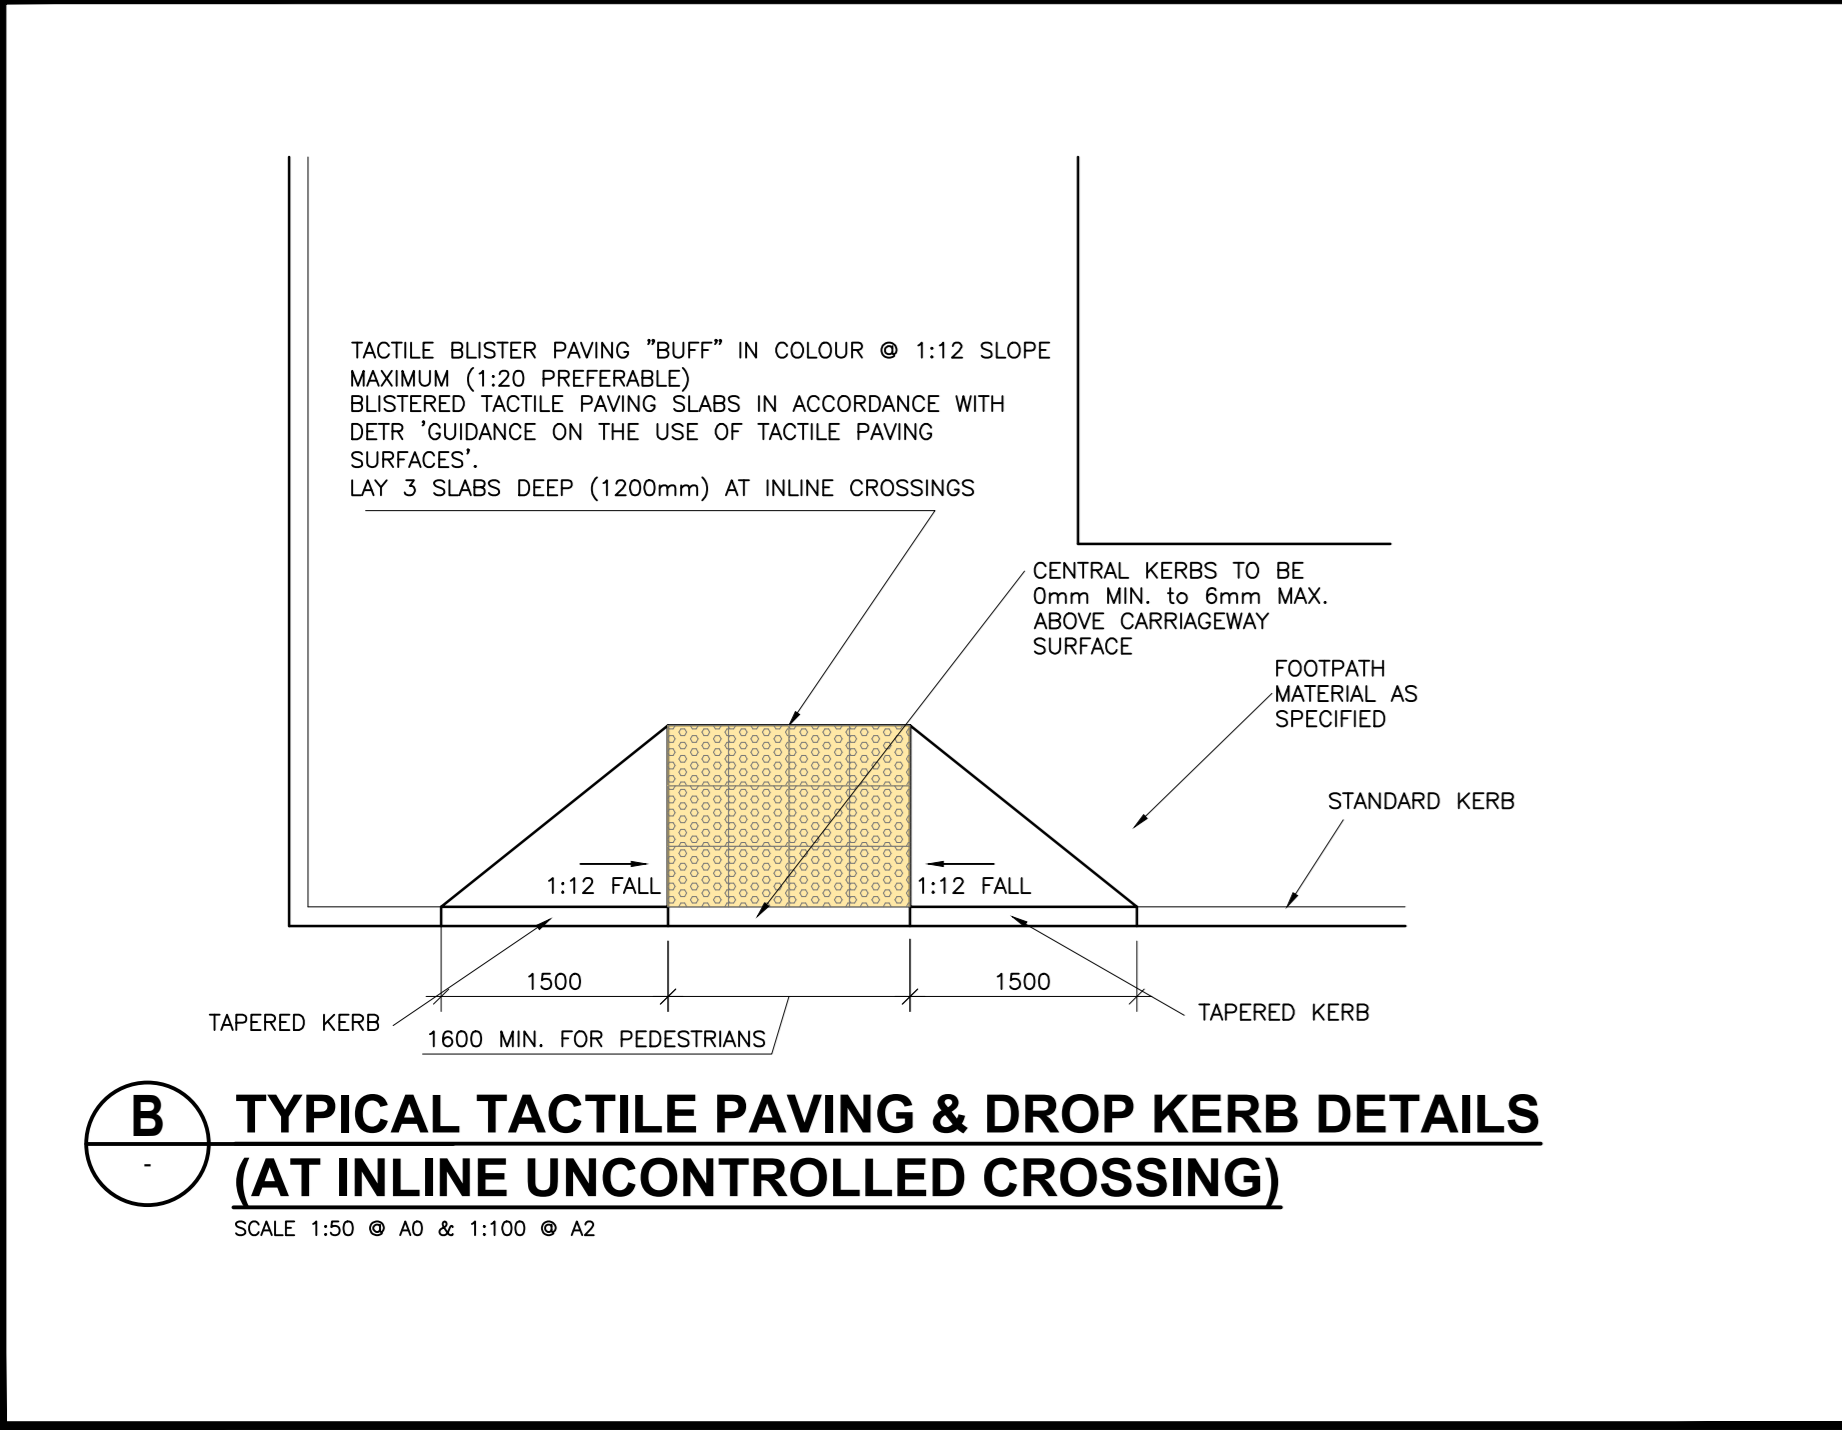 TACTILE BLISTER PAVING "BUFF" IN COLOUR @ 1:12 SLOPE
MAXIMUM (1:20 PREFERABLE)
BLISTERED TACTILE PAVING SLABS IN ACCORDANCE WITH
DETR 'GUIDANCE ON THE USE OF TACTILE PAVING
SURFACES'.
LAY 3 SLABS DEEP (1200mm) AT INLINE CROSSINGS
CENTRAL KERBS TO BE
0mm MIN. to 6mm MAX.
ABOVE CARRIAGEWAY
SURFACE
FOOTPATH
MATERIAL AS
SPECIFIED
STANDARD KERB
1:12 FALL
1:12 FALL
1500
1500
TAPERED KERB
TAPERED KERB
1600 MIN. FOR PEDESTRIANS
B
-
TYPICAL TACTILE PAVING & DROP KERB DETAILS
(AT INLINE UNCONTROLLED CROSSING)
SCALE 1:50 @ A0 & 1:100 @ A2